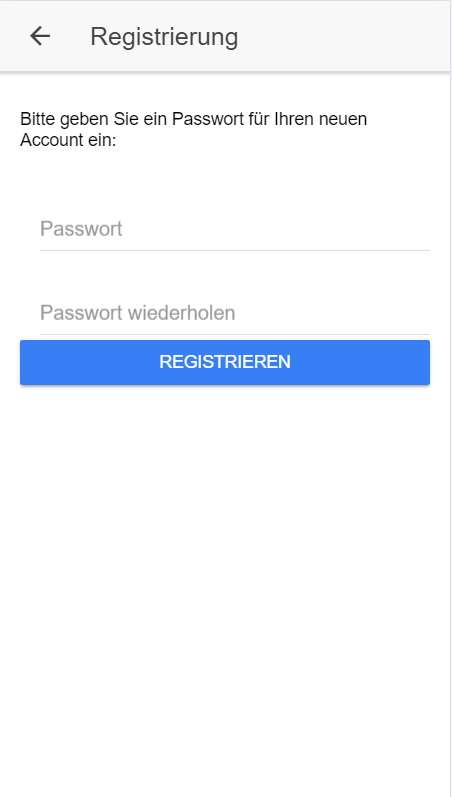 Registrierung
Bitte geben Sie ein Passwort für Ihren neuen
Account ein:
Passwort
Passwort wiederholen
REGISTRIEREN